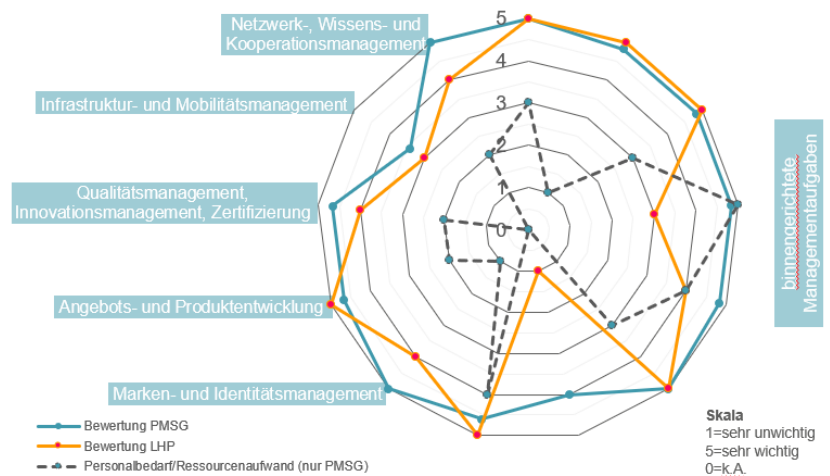 Netzwerk-, Wissens- und
Kooperationsmanagement
Infrastruktur- und Mobilitätsmanagement
Qualitätsmanagement,
Innovationsmanagement, Zertifizierung
Angebots- und Produktentwicklung
Marken- und Identitätsmanagement
5
4
3
2
1
0
binnengerichtete
Managementaufgaben
Bewertung PMSG
Bewertung LHP
Personalbedarf/Ressourcenaufwand (nur PMSG)
Skala
1=sehr unwichtig
5=sehr wichtig
0=k.A.